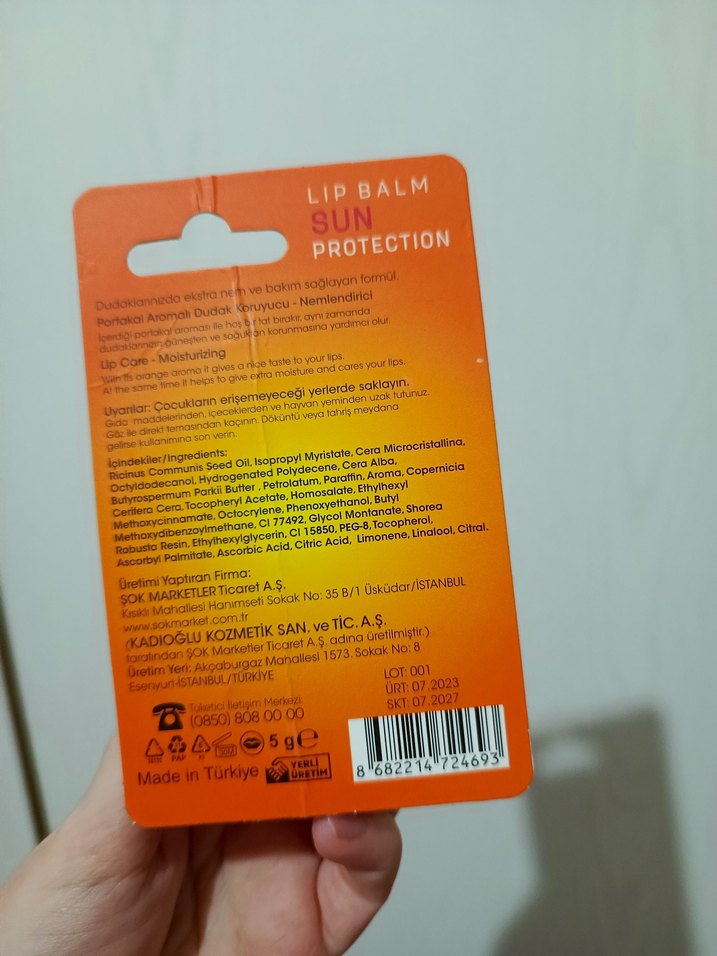 LIP BALM
SUN
PROTECTION
Dudaklarınızda ekstra nem ve bakım sağlayan formül.
Portakal Aromalı Dudak Koruyucu - Nemlendirici
İçerdiği portakal aroması ile hoş bir tat bırakır, aynı zamanda
dudaklarınızın güneşten ve soğuktan korunmasına yardımcı olur.
Lip Care - Moisturizing
With its orange aroma it gives a nice taste to your lips.
At the same time it helps to give extra moisture and cares your lips.
Uyarılar: Çocukların erişemeyeceği yerlerde saklayın.
Gıda maddelerinden, içeceklerden ve hayvan yeminden uzak tutunuz.
Göz ile direkt temasından kaçının. Döküntü veya tahriş meydana
gelirse kullanımına son verin.
İçindekiler/Ingredients:
Ricinus Communis Seed Oil, Isopropyl Myristate, Cera Microcristallina,
Octyldodecanol, Hydrogenated Polydecene, Cera Alba,
Butyrospermum Parkii Butter , Petrolatum, Paraffin, Aroma, Copernicia
Cerifera Cera, Tocopheryl Acetate, Homosalate, Ethylhexyl
Methoxycinnamate, Octocrylene, Phenoxyethanol, Butyl
Methoxydibenzoylmethane, CI 77492, Glycol Montanate, Shorea
Robusta Resin, Ethylhexylglycerin, CI 15850, PEG-8, Tocopherol,
Ascorbyl Palmitate, Ascorbic Acid, Citric Acid, Limonene, Linalool, Citral.
Üretimi Yaptıran Firma:
ŞOK MARKETLER Ticaret A.Ş.
Kısıklı Mahallesi Hanımseti Sokak No: 35 B/1 Üsküdar/İSTANBUL
www.sokmarket.com.tr
(KADIOĞLU KOZMETİK SAN. ve TİC. A.Ş.
tarafından ŞOK Marketler Ticaret A.Ş. adına üretilmiştir.)
Üretim Yeri: Akçaburgaz Mahallesi 1573. Sokak No: 8
Esenyurt-İSTANBUL/TÜRKİYE
LOT: 001
ÜRT: 07.2023
SKT: 07.2027
Tüketici İletişim Merkezi:
(0850) 808 00 00
PAP
5 g e
Made in Türkiye
YERLİ
ÜRETİM
8 682214 724693